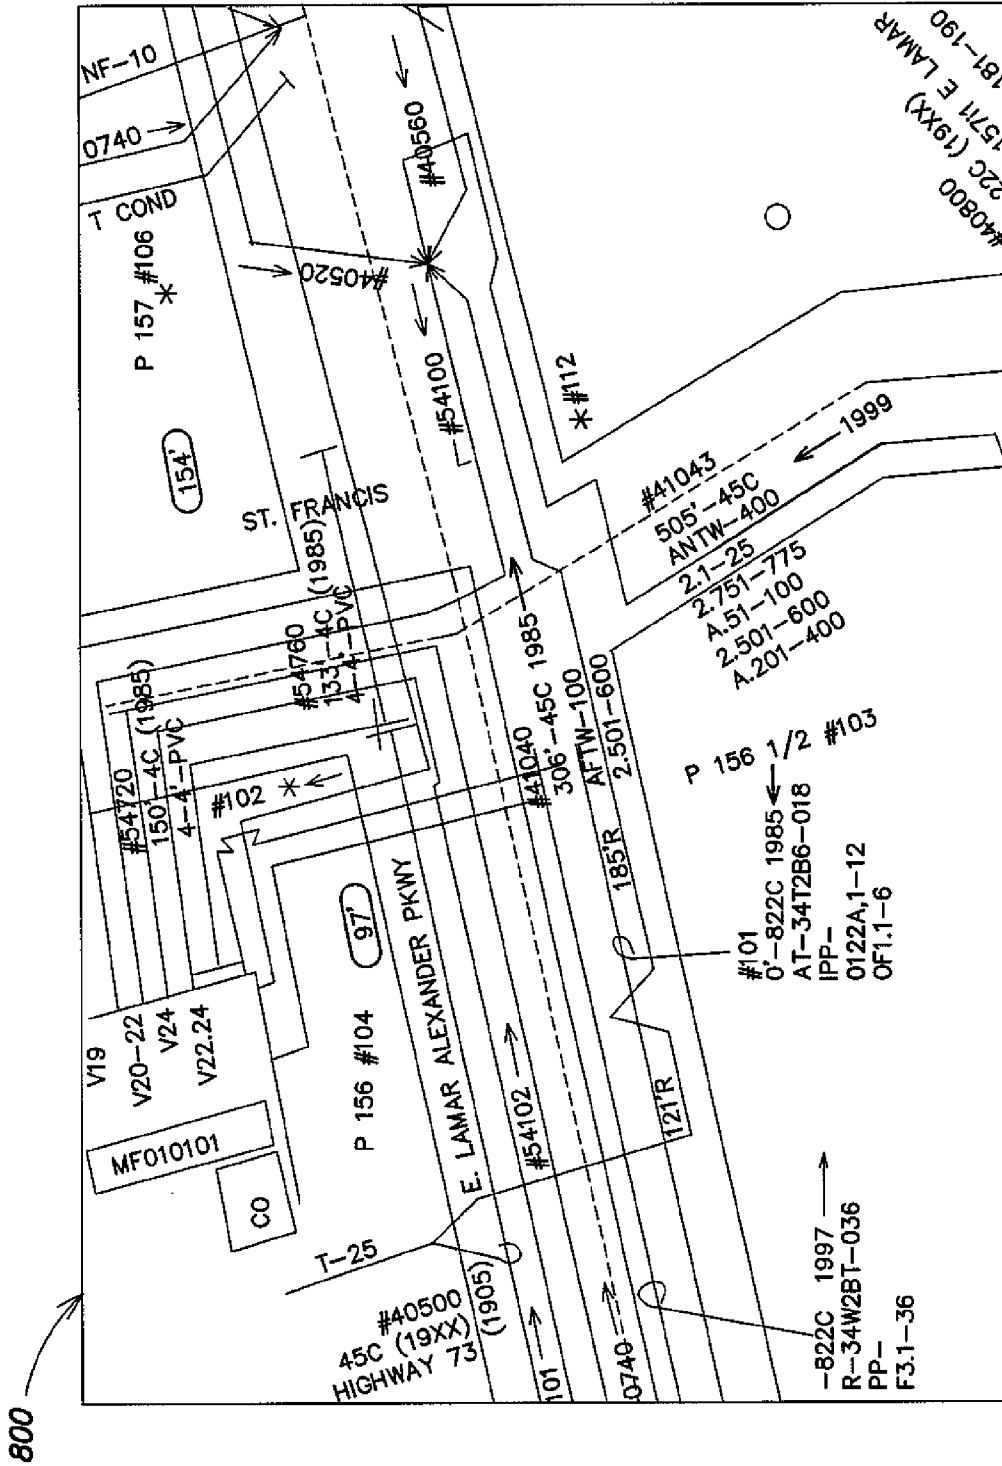 800
NF-10
0740
T COND
P 157 #106
154'
ST. FRANCIS
#40520
#40560
#54100
#112
181-190
15711 E LAMAR
22C (19XX)
#40800
1999
#41043
505'-45C
ANTW-400
2.1-25
2.751-775
A.51-100
2.501-600
A.201-400
#54720
150'-4C (1985)
4-4'-PVC
#54760
133'-4C (1985)
4-4'-PVC
#102
#41040
306'-45C 1985
AFTW-100
2.501-600
P 156 1/2 #103
185'R
#101
0'-822C 1985
AT-34T2B6-018
IPP-
0122A,1-12
OF1.1-6
97'
E. LAMAR ALEXANDER PKWY
P 156 #104
V19
V20-22
V24
V22.24
MF010101
CO
T-25
#54102
121'R
#40500
45C (19XX)
HIGHWAY 73 (1905)
101
0740
-822C 1997
R-34W2BT-036
PP-
F3.1-36